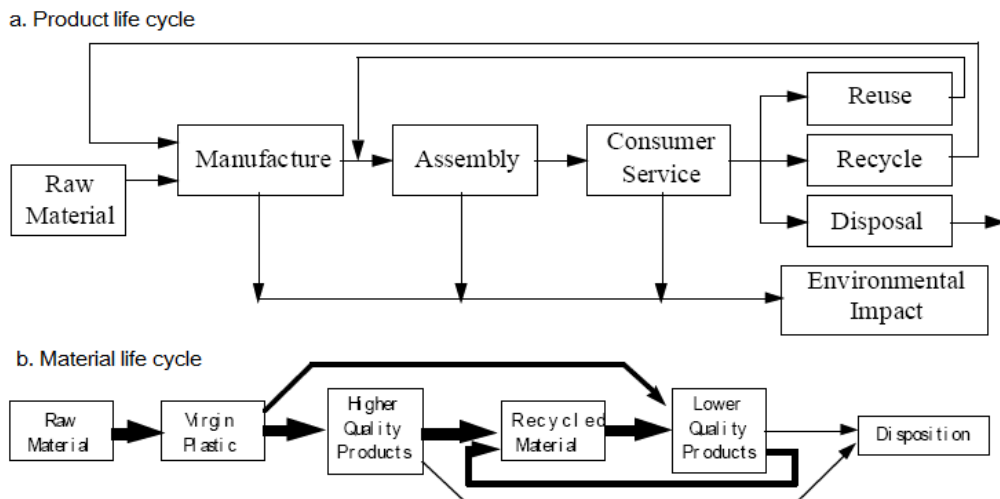 a. Product life cycle
Reuse
Manufacture
Assembly
Consumer
Service
Recycle
Raw
Material
Disposal
Environmental
Impact
b. Material life cycle
Raw
Material
Virgin
Plastic
Higher
Quality
Products
Recycled
Material
Lower
Quality
Products
Disposition